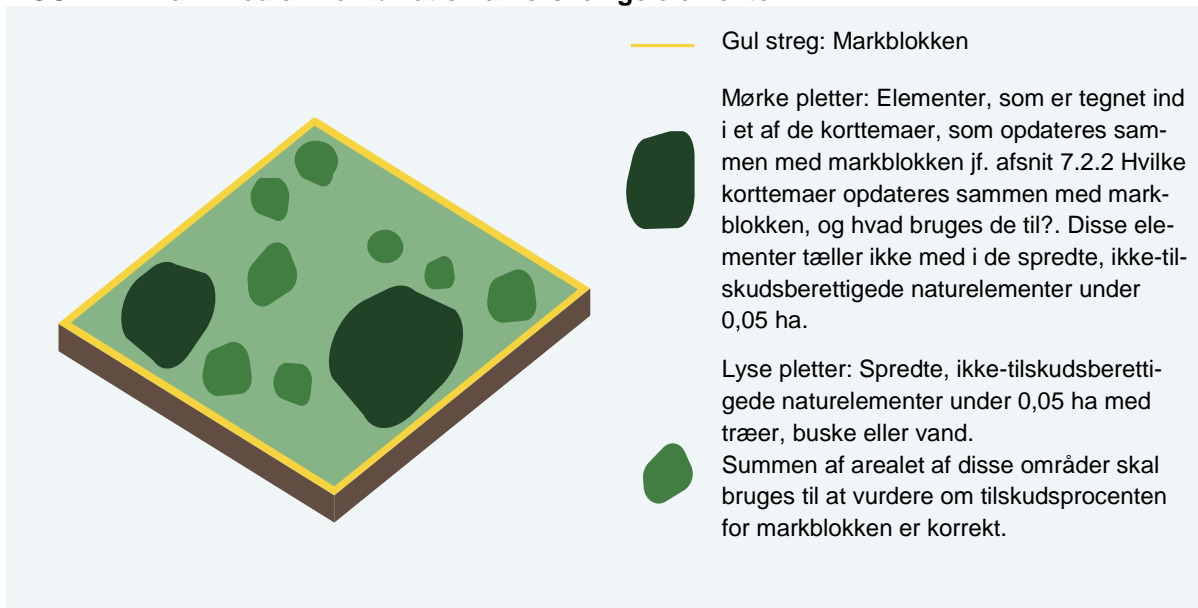 Gul streg: Markblokken
Mørke pletter: Elementer, som er tegnet ind
i et af de korttemaer, som opdateres sam-
men med markblokken jf. afsnit 7.2.2 Hvilke
korttemaer opdateres sammen med mark-
blokken, og hvad bruges de til?. Disse ele-
menter tæller ikke med i de spredte, ikke-til-
skudsberettigede naturelementer under
0,05 ha.
Lyse pletter: Spredte, ikke-tilskudsberetti-
gede naturelementer under 0,05 ha med
træer, buske eller vand.
Summen af arealet af disse områder skal
bruges til at vurdere om tilskudsprocenten
for markblokken er korrekt.